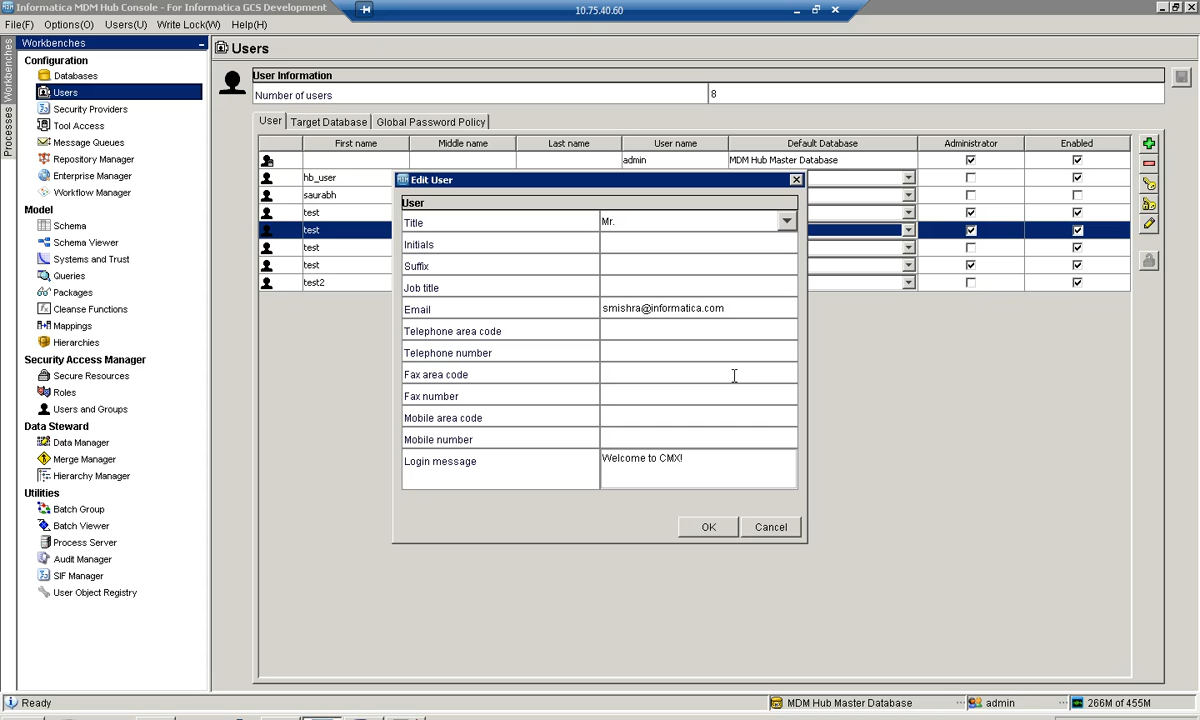 Informatica MDM Hub Console - For Informatica GCS Development
10.75.40.60
File(F) Options(O) Users(U) Write Lock(W) Help(H)
Workbenches
Processes
Workbenches
Configuration
Databases
Users
Security Providers
Tool Access
Message Queues
Repository Manager
Enterprise Manager
Workflow Manager
Model
Schema
Schema Viewer
Systems and Trust
Queries
Packages
Cleanse Functions
Mappings
Hierarchies
Security Access Manager
Secure Resources
Roles
Users and Groups
Data Steward
Data Manager
Merge Manager
Hierarchy Manager
Utilities
Batch Group
Batch Viewer
Process Server
Audit Manager
SIF Manager
User Object Registry
Users
User Information
Number of users 8
User Target Database Global Password Policy
First name Middle name Last name User name Default Database Administrator Enabled
admin MDM Hub Master Database
hb_user
saurabh
test
test
test
test
test2
Edit User
User
Title Mr.
Initials
Suffix
Job title
Email smishra@informatica.com
Telephone area code
Telephone number
Fax area code
Fax number
Mobile area code
Mobile number
Login message Welcome to CMX!
OK Cancel
Ready MDM Hub Master Database admin 266M of 455M